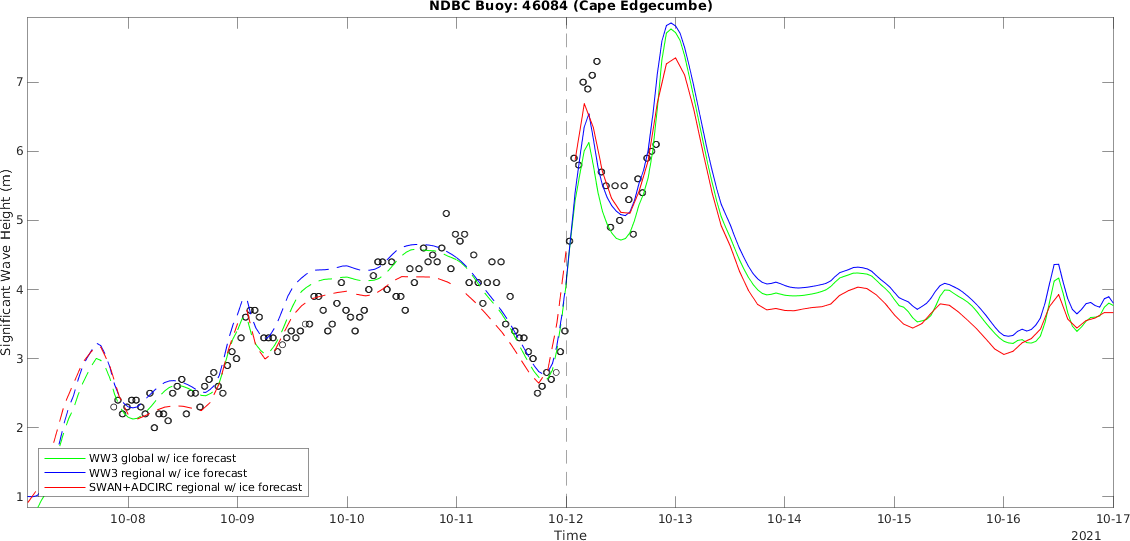 NDBC Buoy: 46084 (Cape Edgecumbe)
Significant Wave Height (m)
7
6
5
4
3
2
1
WW3 global w/ ice forecast
WW3 regional w/ ice forecast
SWAN+ADCIRC regional w/ ice forecast
10-08 10-09 10-10 10-11 10-12 10-13 10-14 10-15 10-16 10-17
Time
2021